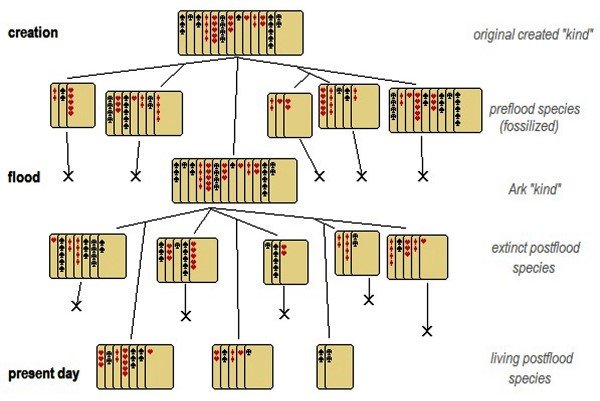 creation
original created "kind"
preflood species
(fossilized)
flood
Ark "kind"
extinct postflood
species
present day
living postflood
species